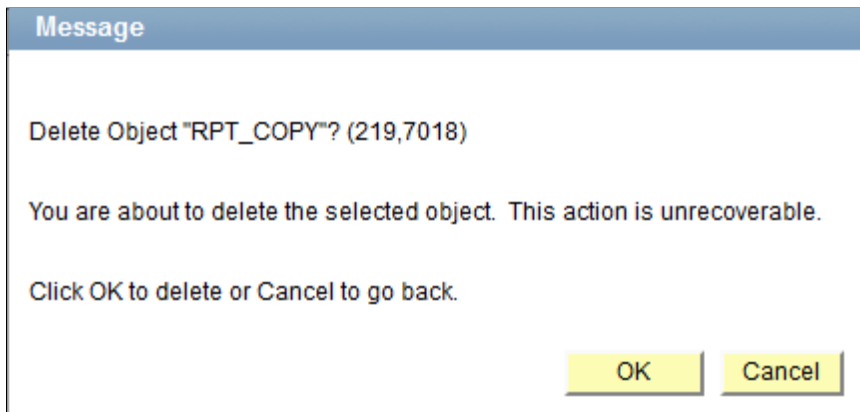 Message
Delete Object "RPT_COPY"? (219,7018)
You are about to delete the selected object.  This action is unrecoverable.
Click OK to delete or Cancel to go back.
OK Cancel